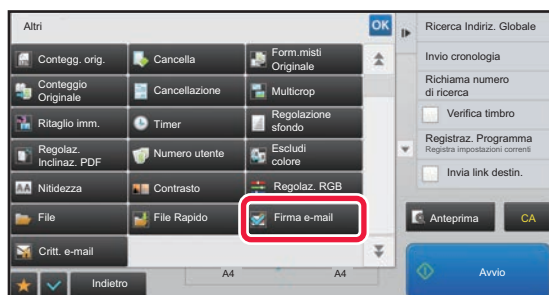 Altri
OK
Contegg. orig.
Cancella
Form.misti
Originale
Conteggio
Originale
Cancellazione
Multicrop
Ritaglio imm.
Timer
Regolazione
sfondo
Regolaz.
Inclinaz. PDF
Numero utente
Escludi
colore
Nitidezza
Contrasto
Regolaz. RGB
File
File Rapido
Firma e-mail
Critt. e-mail
Indietro
A4
A4
Ricerca Indiriz. Globale
Invio cronologia
Richiama numero
di ricerca
Verifica timbro
Registraz. Programma
Registra impostazioni correnti
Invia link destin.
Anteprima
CA
Avvio